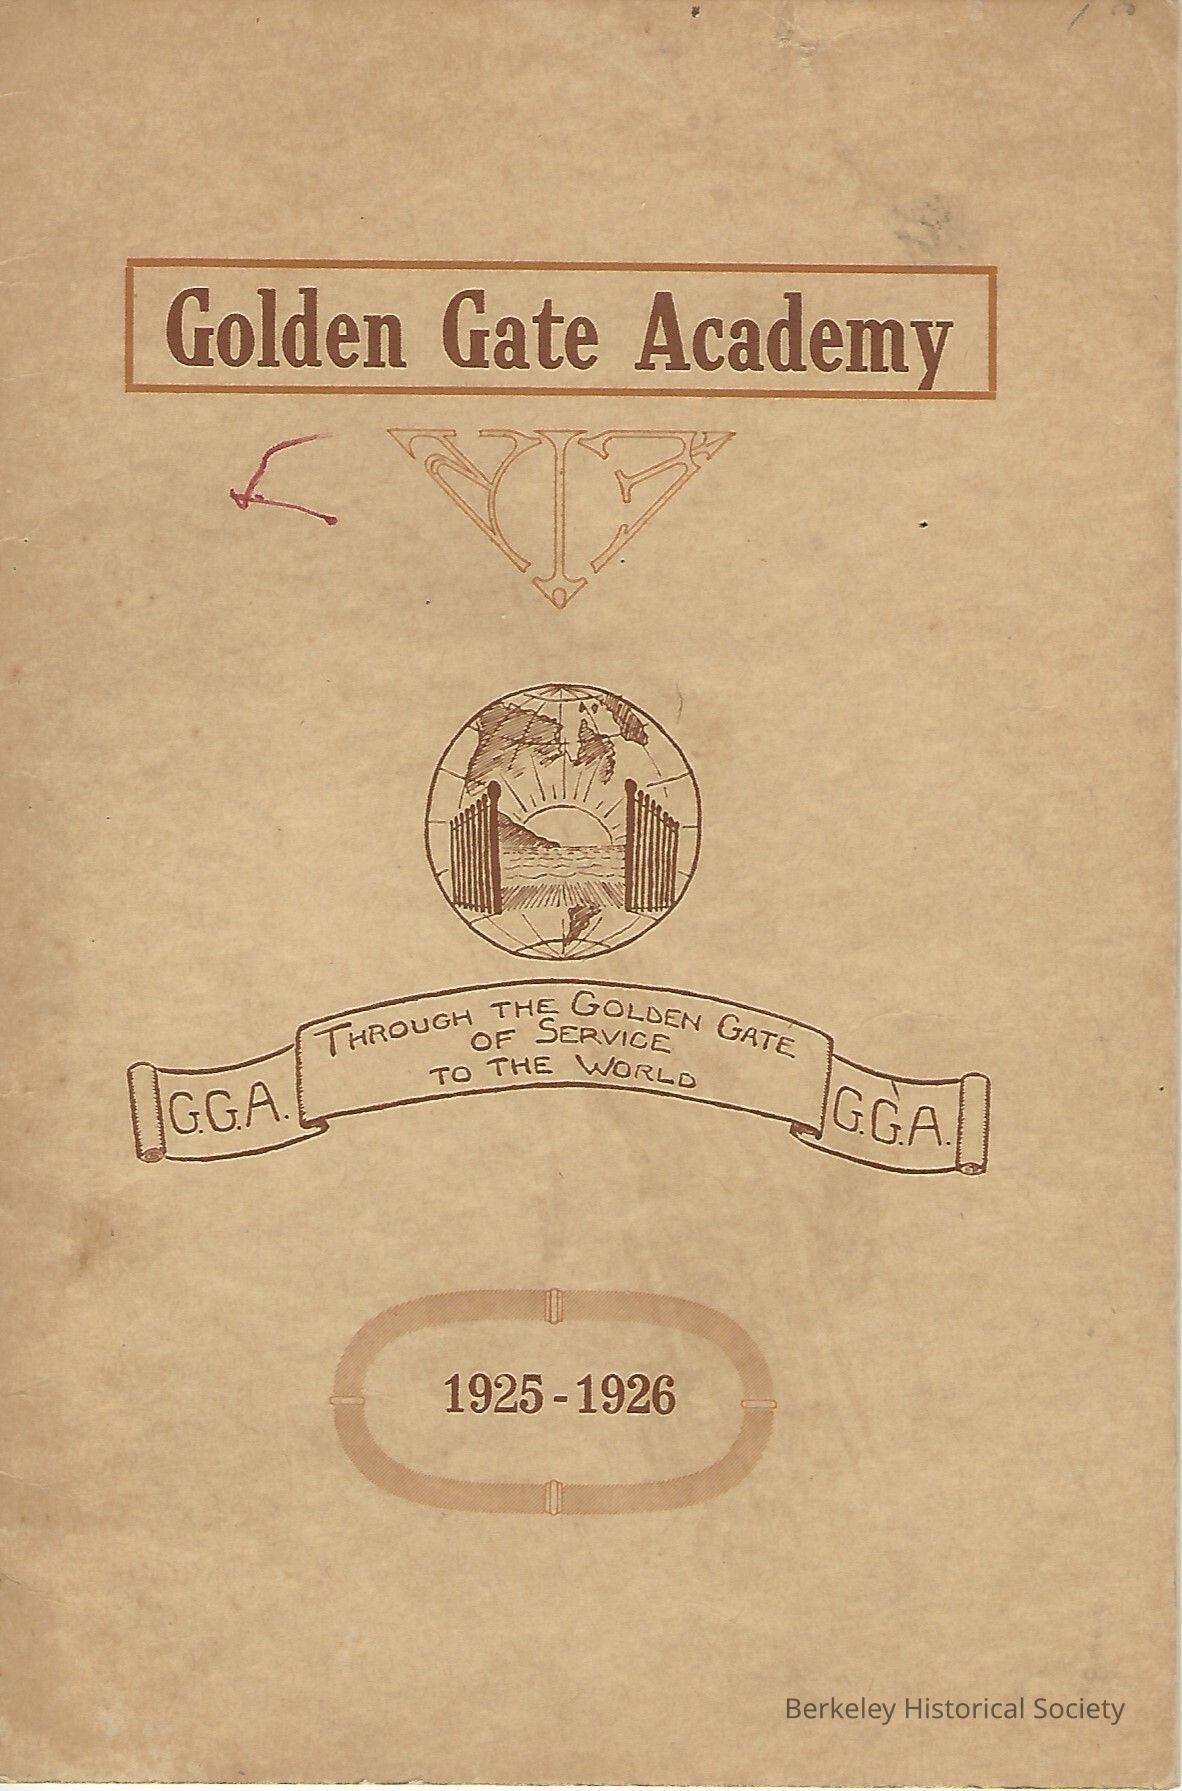 Golden Gate Academy
THROUGH THE GOLDEN GATE
OF SERVICE
TO THE WORLD
G.G.A.
G.G.A.
1925-1926
Berkeley Historical Society